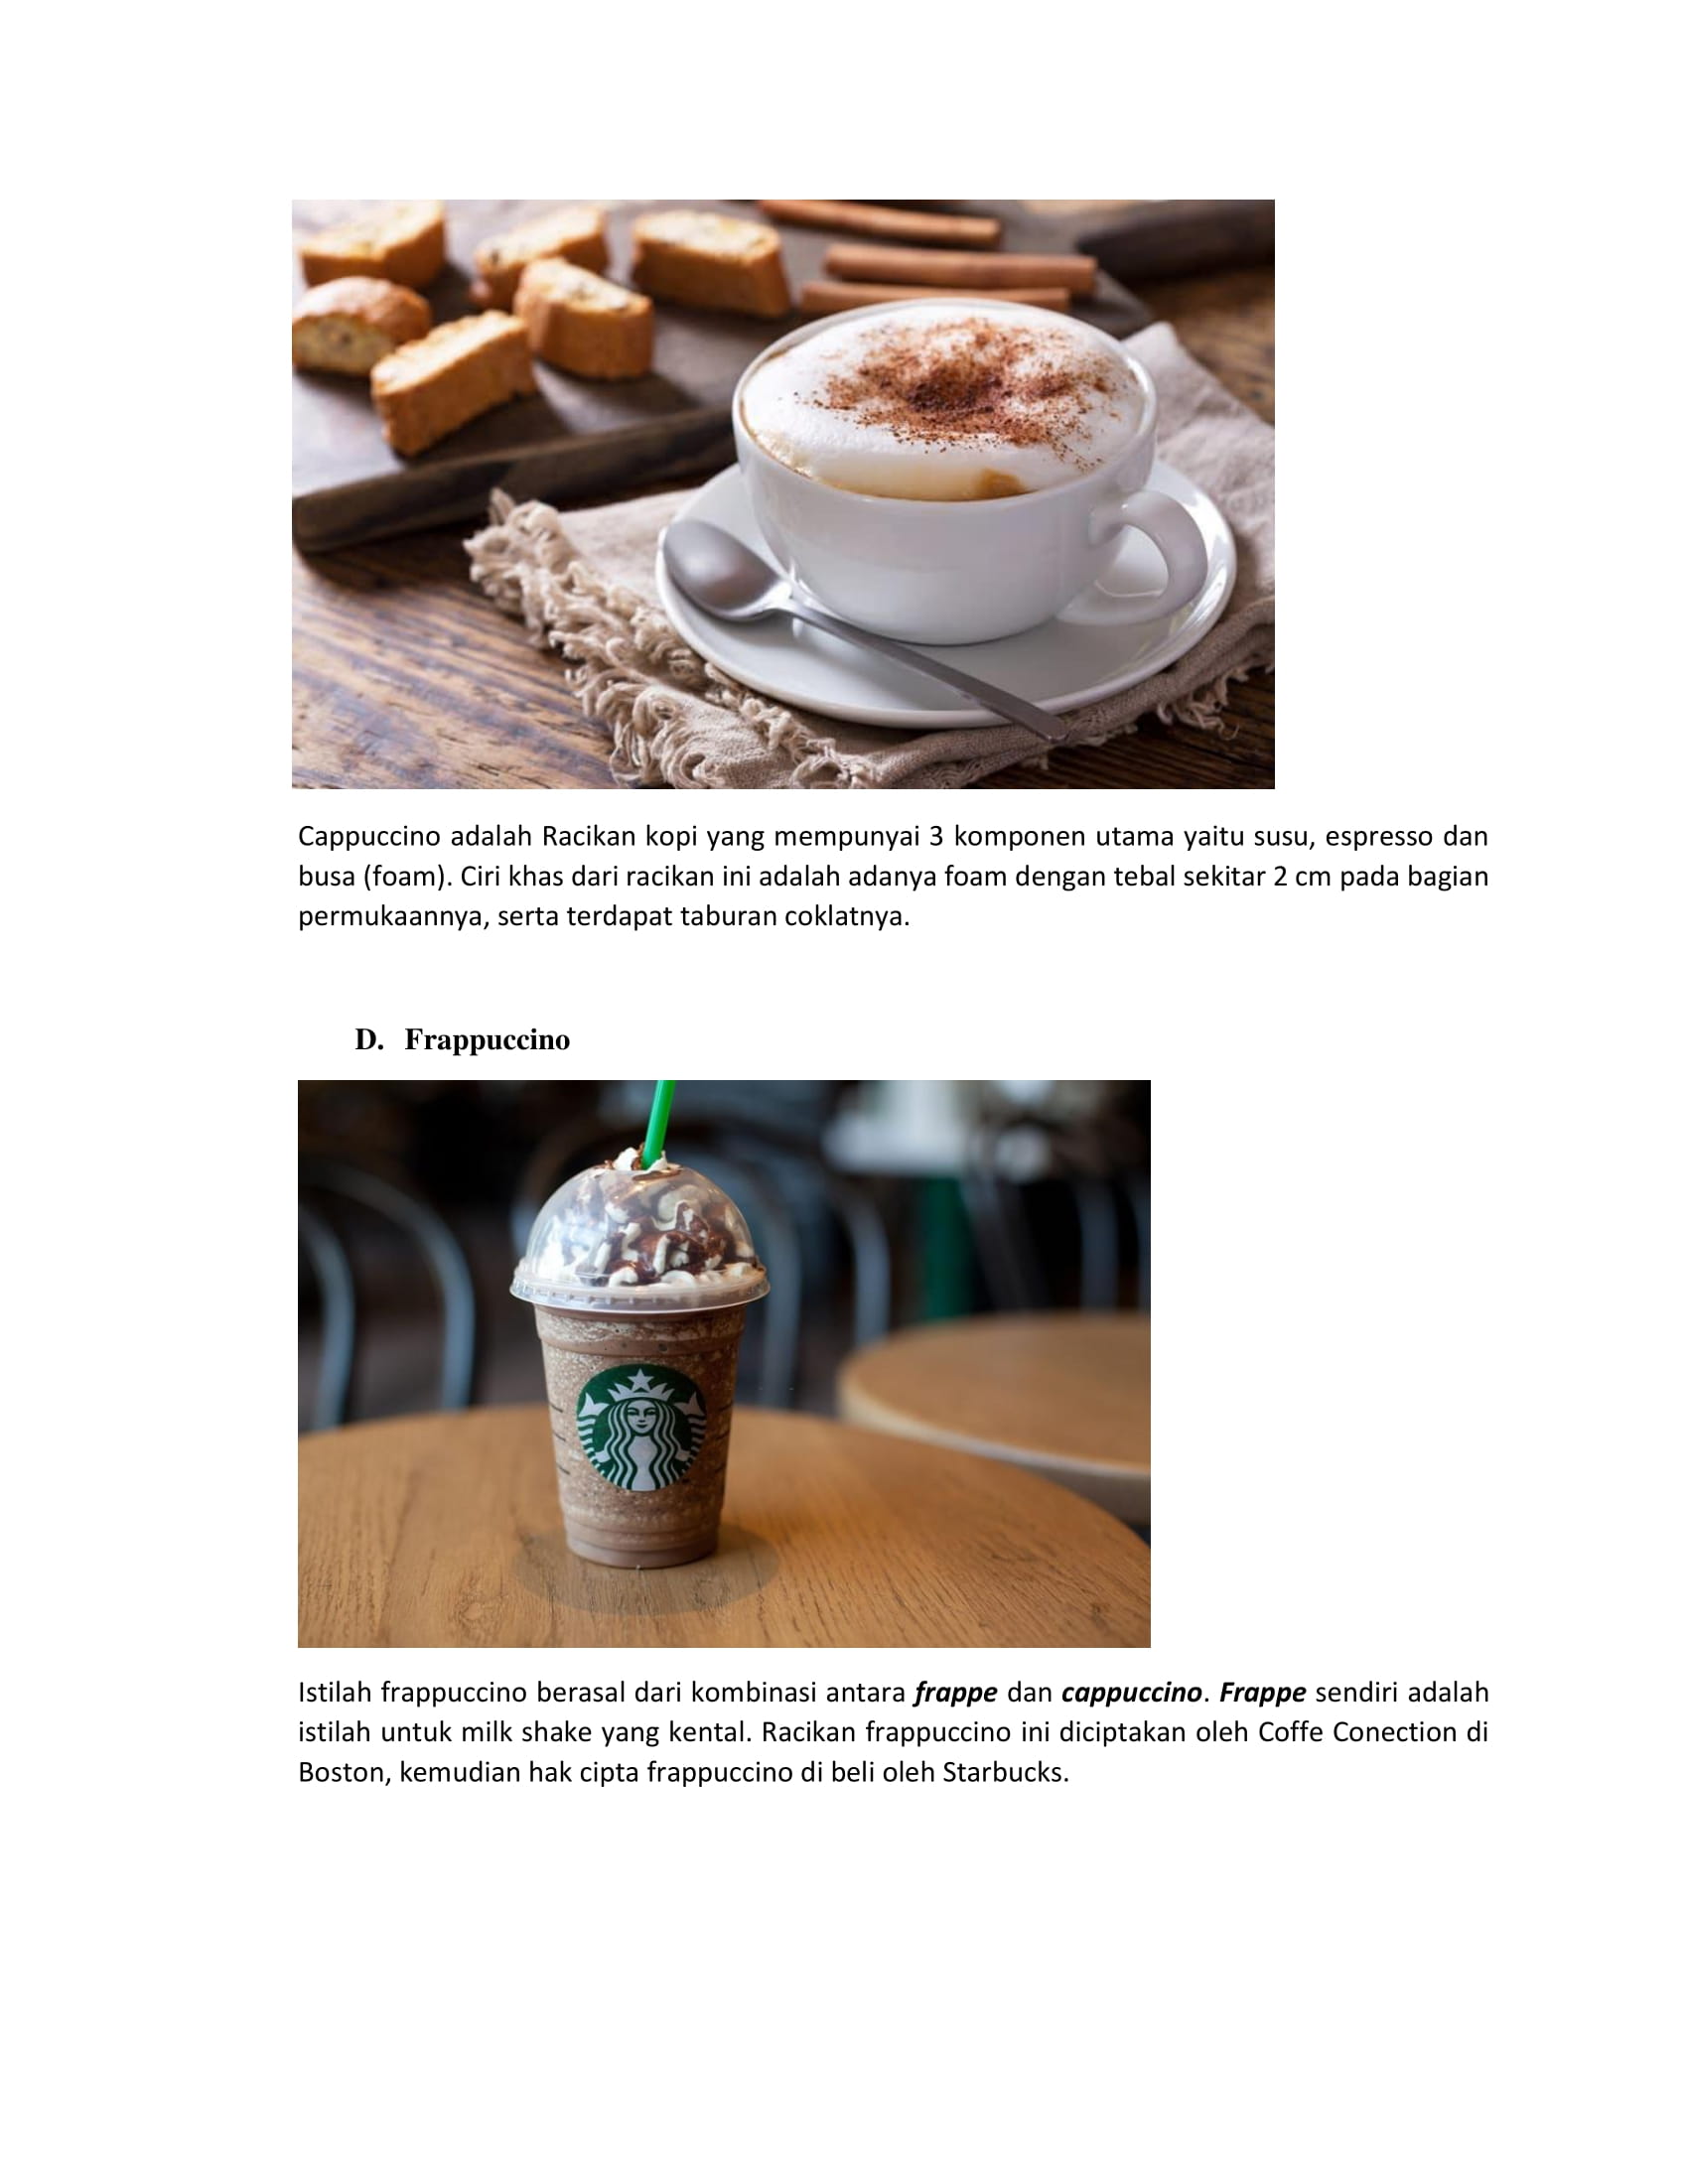 Cappuccino adalah Racikan kopi yang mempunyai 3 komponen utama yaitu susu, espresso dan
busa (foam). Ciri khas dari racikan ini adalah adanya foam dengan tebal sekitar 2 cm pada bagian
permukaannya, serta terdapat taburan coklatnya.
D. Frappuccino
Istilah frappuccino berasal dari kombinasi antara frappe dan cappuccino. Frappe sendiri adalah
istilah untuk milk shake yang kental. Racikan frappuccino ini diciptakan oleh Coffe Conection di
Boston, kemudian hak cipta frappuccino di beli oleh Starbucks.